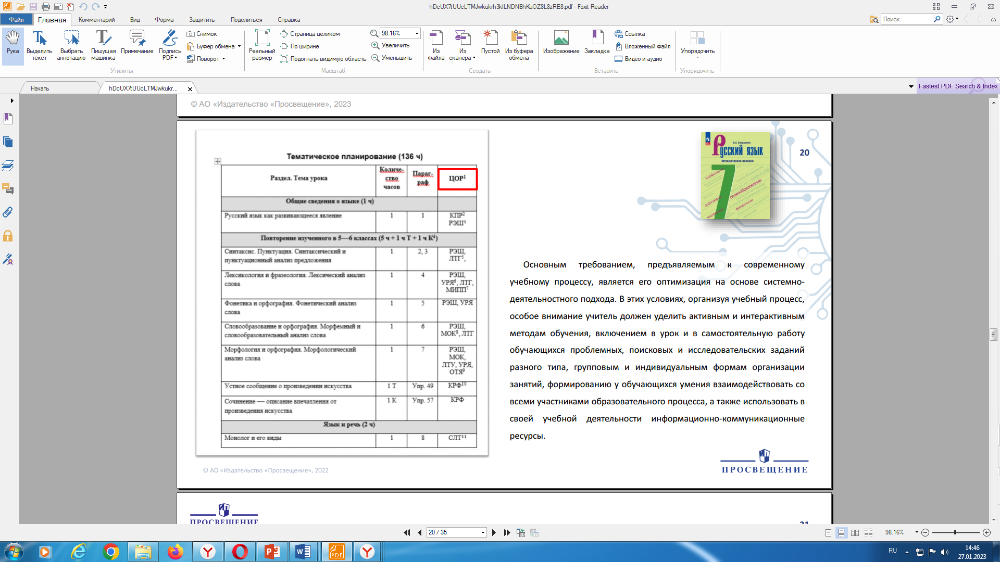 hDcUX7tUUcLTMJwkukrh3kILNDNBhKuOZ8L8zRE8.pdf - Foxit Reader
Файл Главная Комментарий Вид Форма Защитить Поделиться Справка
Поиск
Рука
Выделить текст
Выбрать аннотацию
Пишущая машинка
Примечание
Подпись PDF
Снимок
Буфер обмена
Поворот
Утилиты
Реальный размер
Страница целиком
По ширине
Подогнать видимую область
98.16%
Увеличить
Уменьшить
Масштаб
Из файла
Из сканера
Пустой
Из буфера обмена
Создать
Изображение
Закладка
Ссылка
Вложенный файл
Видео и аудио
Вставить
Упорядочить
Упорядочить
Начать
hDcUX7tUUcLTMJwkukr...
Fastest PDF Search & Index
© АО «Издательство «Просвещение», 2023
Тематическое планирование (136 ч)
Раздел. Тема урока
Количе-
ство
часов
Параг-
раф
ЦОР¹
Общие сведения о языке (1 ч)
Русский язык как развивающееся явление 1 1 КПР²
РЭШ³
Повторение изученного в 5—6 классах (5 ч + 1 ч Т + 1 ч К⁴)
Синтаксис. Пунктуация. Синтаксический и 1 2, 3 РЭШ,
пунктуационный анализ предложения ЛТГ⁵,
Лексикология и фразеология. Лексический анализ 1 4 РЭШ,
слова УРЯ⁶, ЛТГ,
МИПП⁷
Фонетика и орфография. Фонетический анализ 1 5 РЭШ, УРЯ
слова
Словообразование и орфография. Морфемный и 1 6 РЭШ,
словообразовательный анализ слова МОК⁸, ЛТГ
Морфология и орфография. Морфологический 1 7 РЭШ,
анализ слова МОК,
ЛТУ, УРЯ,
ОТЯ⁹
Устное сообщение о произведении искусства 1 Т Упр. 49 КРФ¹⁰
Сочинение — описание впечатления от 1 К Упр. 57 КРФ
произведения искусства
Язык и речь (2 ч)
Монолог и его виды 1 8 СЛТ¹¹
© АО «Издательство «Просвещение», 2022
М.А. Бондаренко
Русский язык
Методическое пособие
7
морфология
словообразование
орфография
фразеология
20
Основным требованием, предъявляемым к современному
учебному процессу, является его оптимизация на основе системно-
деятельностного подхода. В этих условиях, организуя учебный процесс,
особое внимание учитель должен уделить активным и интерактивным
методам обучения, включением в урок и в самостоятельную работу
обучающихся проблемных, поисковых и исследовательских заданий
разного типа, групповым и индивидуальным формам организации
занятий, формированию у обучающихся умения взаимодействовать со
всеми участниками образовательного процесса, а также использовать в
своей учебной деятельности информационно-коммуникационные
ресурсы.
ПРОСВЕЩЕНИЕ
ПРОСВЕЩЕНИЕ
21
20 / 35
98.16%
RU
14:46
27.01.2023